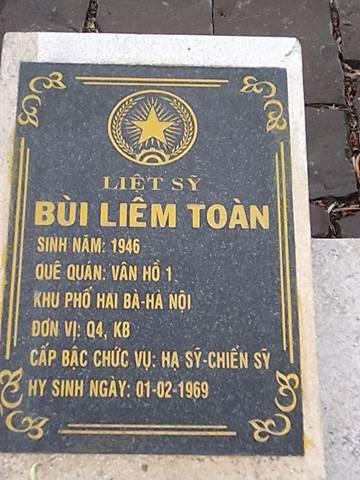 LIỆT SỸ
BÙI LIÊM TOÀN
SINH NĂM: 1946
QUÊ QUÁN: VÂN HỒ 1
KHU PHỐ HAI BÀ-HÀ NỘI
ĐƠN VỊ: Q4, KB
CẤP BẬC CHỨC VỤ: HẠ SỸ-CHIẾN SỸ
HY SINH NGÀY: 01-02-1969